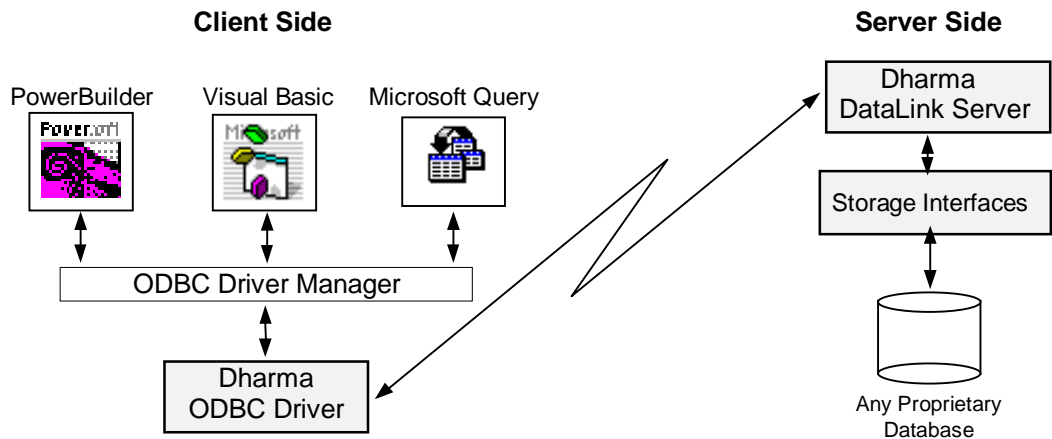 Client Side
Server Side
PowerBuilder
Visual Basic
Microsoft Query
Dharma
DataLink Server
Storage Interfaces
ODBC Driver Manager
Dharma
ODBC Driver
Any Proprietary
Database